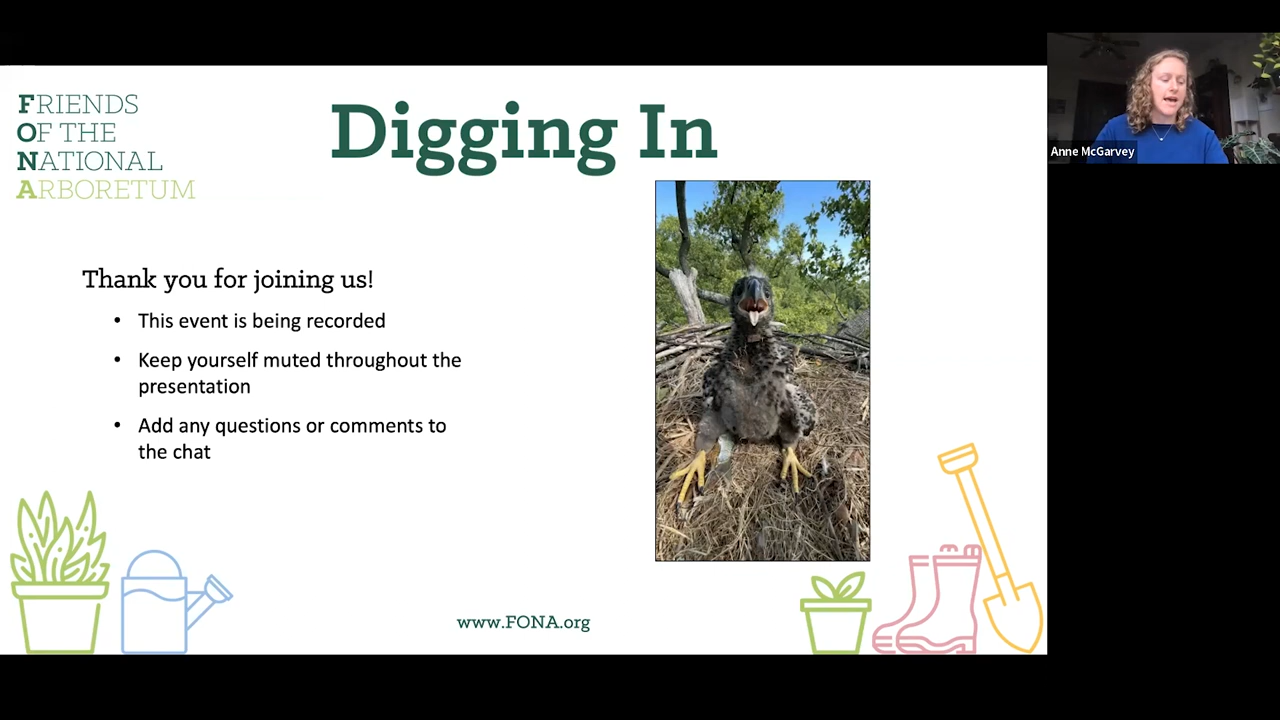 FRIENDS
OF THE
NATIONAL
ARBORETUM
Digging In
Anne McGarvey
Thank you for joining us!
• This event is being recorded
• Keep yourself muted throughout the
presentation
• Add any questions or comments to
the chat
www.FONA.org